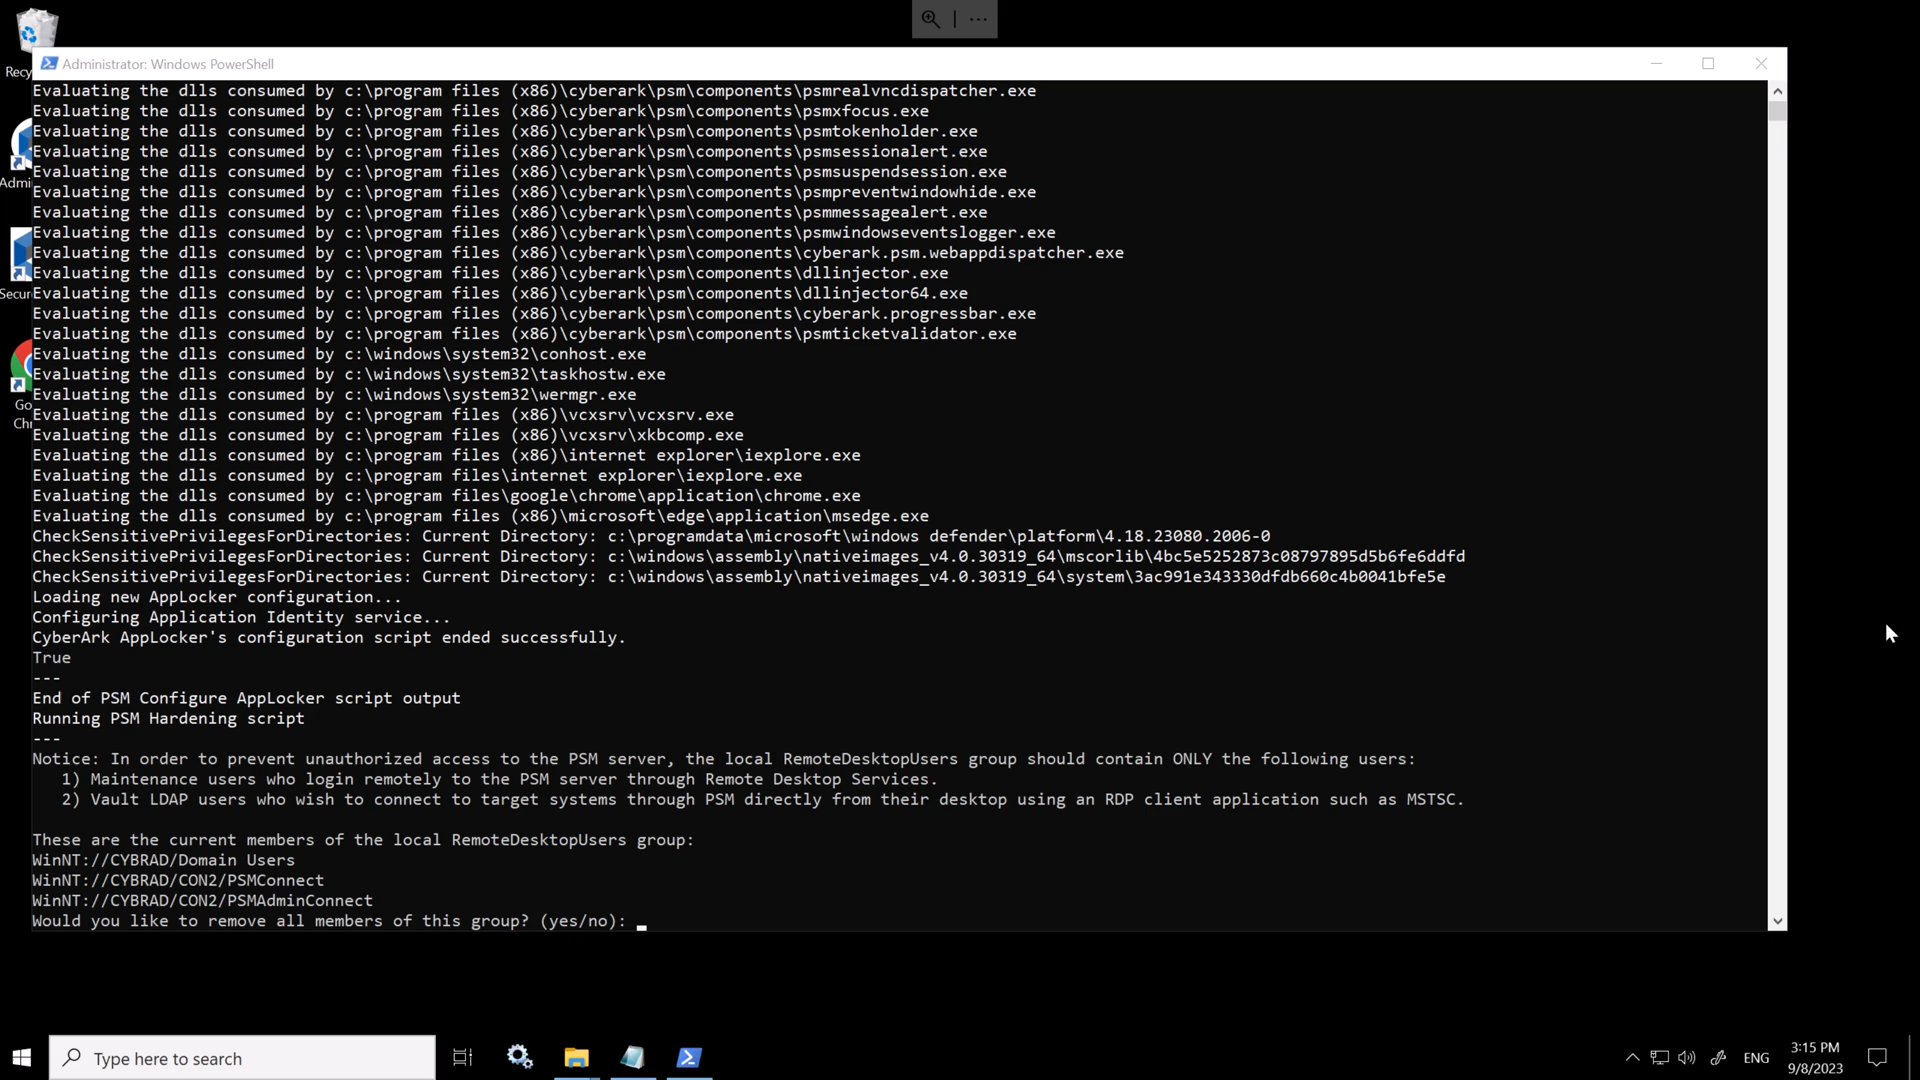 Recy
Admi
Secure
Go
Chr
Administrator: Windows PowerShell
Evaluating the dlls consumed by c:\program files (x86)\cyberark\psm\components\psmrealvncdispatcher.exe
Evaluating the dlls consumed by c:\program files (x86)\cyberark\psm\components\psmxfocus.exe
Evaluating the dlls consumed by c:\program files (x86)\cyberark\psm\components\psmtokenholder.exe
Evaluating the dlls consumed by c:\program files (x86)\cyberark\psm\components\psmsessionalert.exe
Evaluating the dlls consumed by c:\program files (x86)\cyberark\psm\components\psmsuspendsession.exe
Evaluating the dlls consumed by c:\program files (x86)\cyberark\psm\components\psmpreventwindowhide.exe
Evaluating the dlls consumed by c:\program files (x86)\cyberark\psm\components\psmmessagealert.exe
Evaluating the dlls consumed by c:\program files (x86)\cyberark\psm\components\psmwindowseventslogger.exe
Evaluating the dlls consumed by c:\program files (x86)\cyberark\psm\components\cyberark.psm.webappdispatcher.exe
Evaluating the dlls consumed by c:\program files (x86)\cyberark\psm\components\dllinjector.exe
Evaluating the dlls consumed by c:\program files (x86)\cyberark\psm\components\dllinjector64.exe
Evaluating the dlls consumed by c:\program files (x86)\cyberark\psm\components\cyberark.progressbar.exe
Evaluating the dlls consumed by c:\program files (x86)\cyberark\psm\components\psmticketvalidator.exe
Evaluating the dlls consumed by c:\windows\system32\conhost.exe
Evaluating the dlls consumed by c:\windows\system32\taskhostw.exe
Evaluating the dlls consumed by c:\windows\system32\wermgr.exe
Evaluating the dlls consumed by c:\program files (x86)\vcxsrv\vcxsrv.exe
Evaluating the dlls consumed by c:\program files (x86)\vcxsrv\xkbcomp.exe
Evaluating the dlls consumed by c:\program files (x86)\internet explorer\iexplore.exe
Evaluating the dlls consumed by c:\program files\internet explorer\iexplore.exe
Evaluating the dlls consumed by c:\program files\google\chrome\application\chrome.exe
Evaluating the dlls consumed by c:\program files (x86)\microsoft\edge\application\msedge.exe
CheckSensitivePrivilegesForDirectories: Current Directory: c:\programdata\microsoft\windows defender\platform\4.18.23080.2006-0
CheckSensitivePrivilegesForDirectories: Current Directory: c:\windows\assembly\nativeimages_v4.0.30319_64\mscorlib\4bc5e5252873c08797895d5b6fe6ddfd
CheckSensitivePrivilegesForDirectories: Current Directory: c:\windows\assembly\nativeimages_v4.0.30319_64\system\3ac991e343330dfdb660c4b0041bfe5e
Loading new AppLocker configuration...
Configuring Application Identity service...
CyberArk AppLocker's configuration script ended successfully.
True
---
End of PSM Configure AppLocker script output
Running PSM Hardening script
---
Notice: In order to prevent unauthorized access to the PSM server, the local RemoteDesktopUsers group should contain ONLY the following users:
1) Maintenance users who login remotely to the PSM server through Remote Desktop Services.
2) Vault LDAP users who wish to connect to target systems through PSM directly from their desktop using an RDP client application such as MSTSC.
These are the current members of the local RemoteDesktopUsers group:
WinNT://CYBRAD/Domain Users
WinNT://CYBRAD/CON2/PSMConnect
WinNT://CYBRAD/CON2/PSMAdminConnect
Would you like to remove all members of this group? (yes/no):
Type here to search
ENG
3:15 PM
9/8/2023